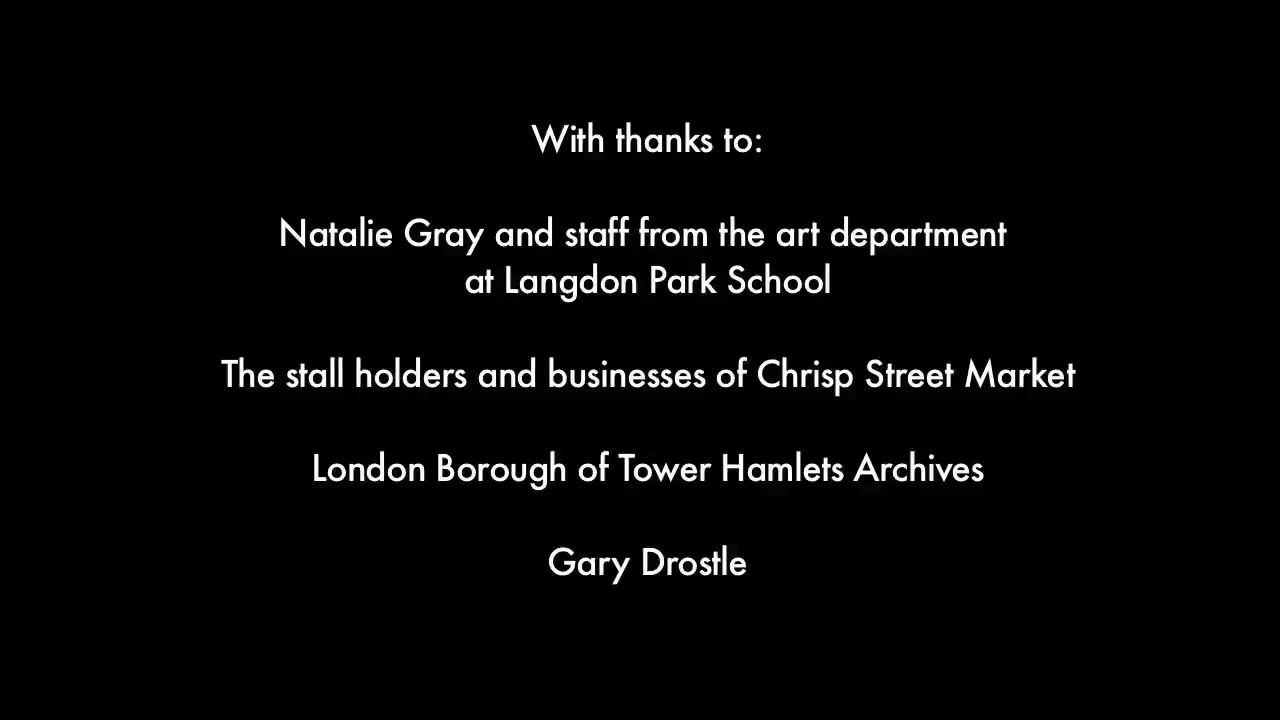 With thanks to:
Natalie Gray and staff from the art department
at Langdon Park School
The stall holders and businesses of Chrisp Street Market
London Borough of Tower Hamlets Archives
Gary Drostle